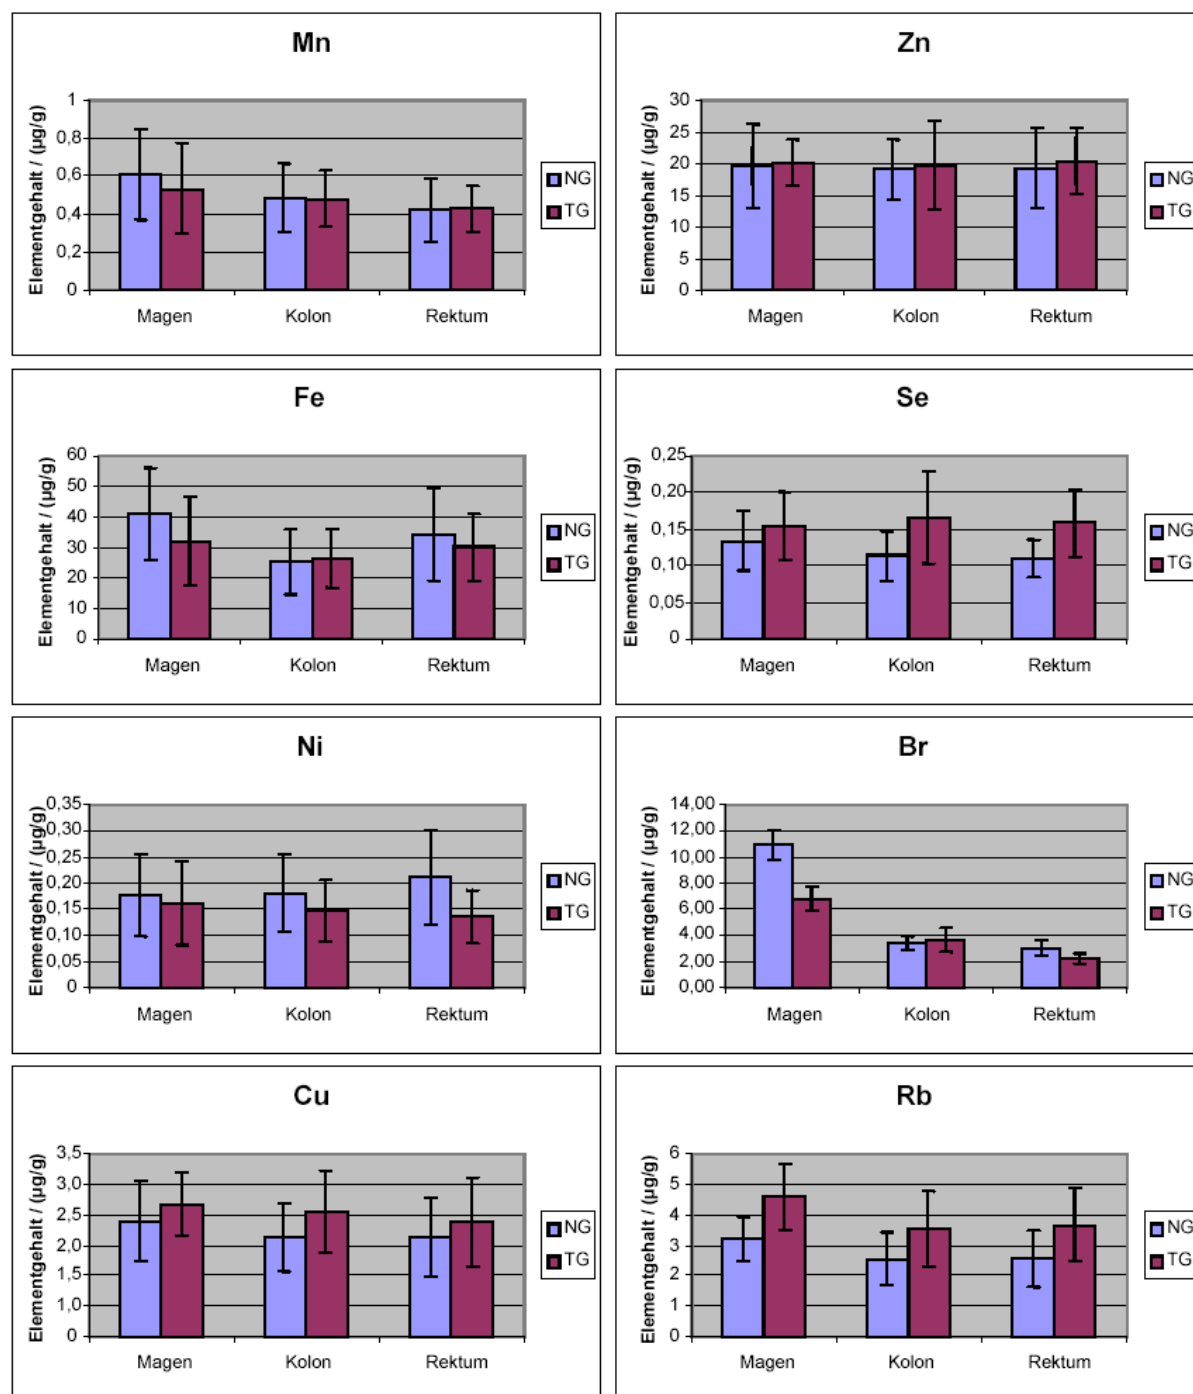 Mn
Elementgehalt / (µg/g)
1
0,8
0,6
0,4
0,2
0
Magen Kolon Rektum
NG
TG
Zn
Elementgehalt / (µg/g)
30
25
20
15
10
5
0
Magen Kolon Rektum
NG
TG
Fe
Elementgehalt / (µg/g)
60
50
40
30
20
10
0
Magen Kolon Rektum
NG
TG
Se
Elementgehalt / (µg/g)
0,25
0,20
0,15
0,10
0,05
0
Magen Kolon Rektum
NG
TG
Ni
Elementgehalt / (µg/g)
0,35
0,30
0,25
0,20
0,15
0,10
0,05
0
Magen Kolon Rektum
NG
TG
Br
Elementgehalt / (µg/g)
14,00
12,00
10,00
8,00
6,00
4,00
2,00
0,00
Magen Kolon Rektum
NG
TG
Cu
Elementgehalt / (µg/g)
3,5
3,0
2,5
2,0
1,5
1,0
0
Magen Kolon Rektum
NG
TG
Rb
Elementgehalt / (µg/g)
6
5
4
3
2
1
0
Magen Kolon Rektum
NG
TG